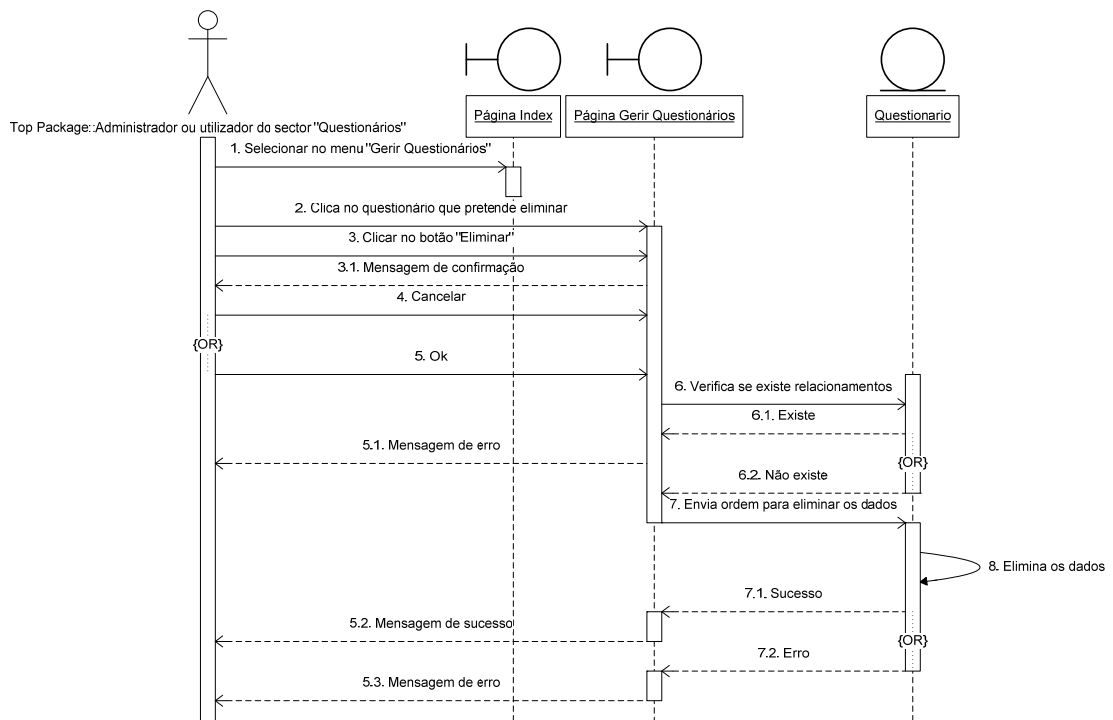 Página Index
Página Gerir Questionários
Questionario
Top Package::Administrador ou utilizador do sector "Questionários"
1. Selecionar no menu "Gerir Questionários"
2. Clica no questionário que pretende eliminar
3. Clicar no botão "Eliminar"
3.1. Mensagem de confirmação
4. Cancelar
{OR}
5. Ok
6. Verifica se existe relacionamentos
6.1. Existe
5.1. Mensagem de erro
{OR}
6.2. Não existe
7. Envia ordem para eliminar os dados
8. Elimina os dados
7.1. Sucesso
5.2. Mensagem de sucesso
{OR}
7.2. Erro
5.3. Mensagem de erro